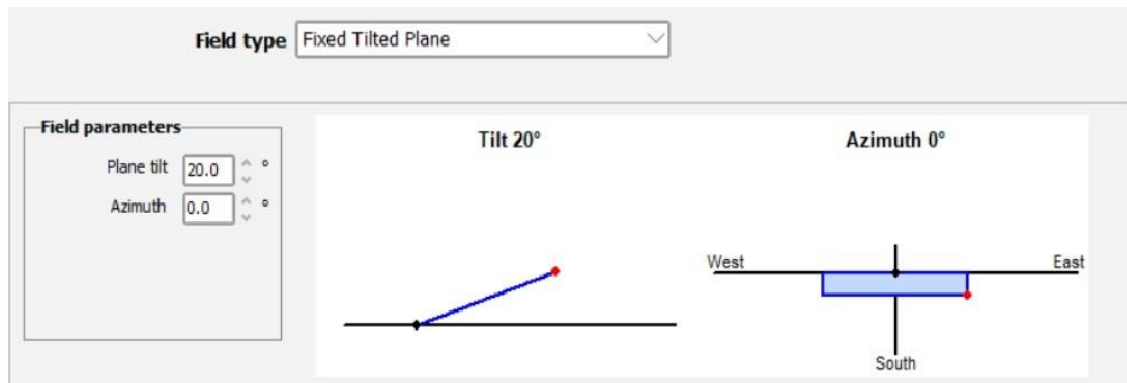 Field type Fixed Tilted Plane
Field parameters
Plane tilt 20.0 °
Azimuth 0.0 °
Tilt 20°
Azimuth 0°
West East
South